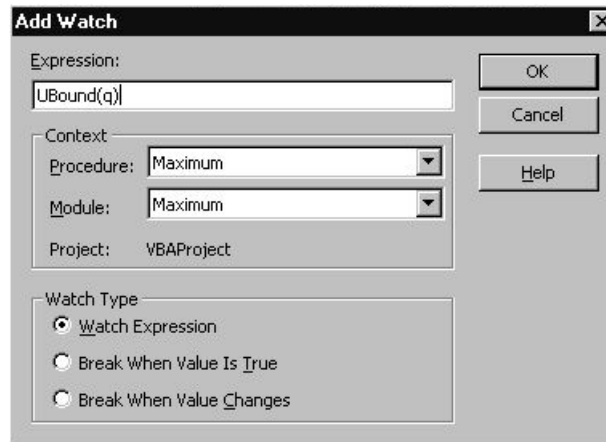 Add Watch
Expression:
UBound(q)
OK
Cancel
Help
Context
Procedure: Maximum
Module: Maximum
Project: VBAProject
Watch Type
Watch Expression
Break When Value Is True
Break When Value Changes